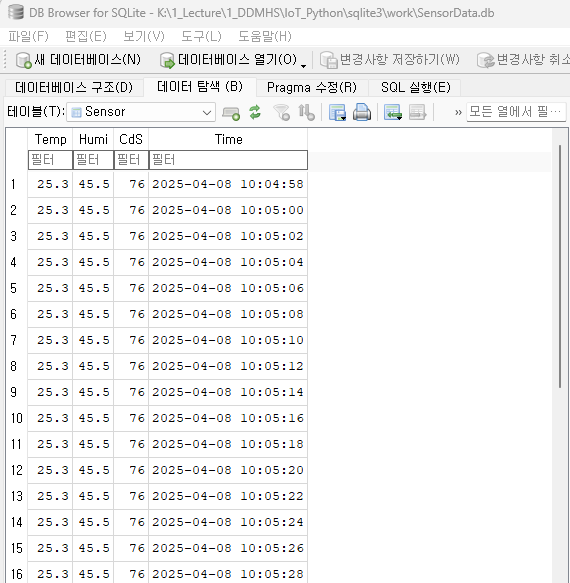 DB Browser for SQLite - K:\1_Lecture\1_DDMHS\IoT_Python\sqlite3\work\SensorData.db
파일(F) 편집(E) 보기(V) 도구(L) 도움말(H)
새 데이터베이스(N) 데이터베이스 열기(O) 변경사항 저장하기(W) 변경사항 취소
데이터베이스 구조(D) 데이터 탐색 (B) Pragma 수정(R) SQL 실행(E)
테이블(T): Sensor » 모든 열에서 필···
Temp Humi CdS Time
필터 필터 필터 필터
1 25.3 45.5 76 2025-04-08 10:04:58
2 25.3 45.5 76 2025-04-08 10:05:00
3 25.3 45.5 76 2025-04-08 10:05:02
4 25.3 45.5 76 2025-04-08 10:05:04
5 25.3 45.5 76 2025-04-08 10:05:06
6 25.3 45.5 76 2025-04-08 10:05:08
7 25.3 45.5 76 2025-04-08 10:05:10
8 25.3 45.5 76 2025-04-08 10:05:12
9 25.3 45.5 76 2025-04-08 10:05:14
10 25.3 45.5 76 2025-04-08 10:05:16
11 25.3 45.5 76 2025-04-08 10:05:18
12 25.3 45.5 76 2025-04-08 10:05:20
13 25.3 45.5 76 2025-04-08 10:05:22
14 25.3 45.5 76 2025-04-08 10:05:24
15 25.3 45.5 76 2025-04-08 10:05:26
16 25.3 45.5 76 2025-04-08 10:05:28